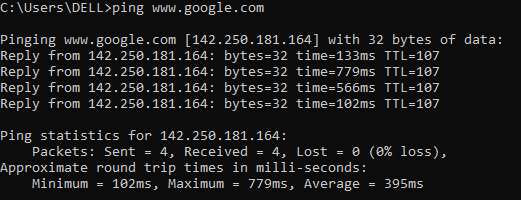 C:\Users\DELL>ping www.google.com
Pinging www.google.com [142.250.181.164] with 32 bytes of data:
Reply from 142.250.181.164: bytes=32 time=133ms TTL=107
Reply from 142.250.181.164: bytes=32 time=779ms TTL=107
Reply from 142.250.181.164: bytes=32 time=566ms TTL=107
Reply from 142.250.181.164: bytes=32 time=102ms TTL=107
Ping statistics for 142.250.181.164:
    Packets: Sent = 4, Received = 4, Lost = 0 (0% loss),
Approximate round trip times in milli-seconds:
    Minimum = 102ms, Maximum = 779ms, Average = 395ms